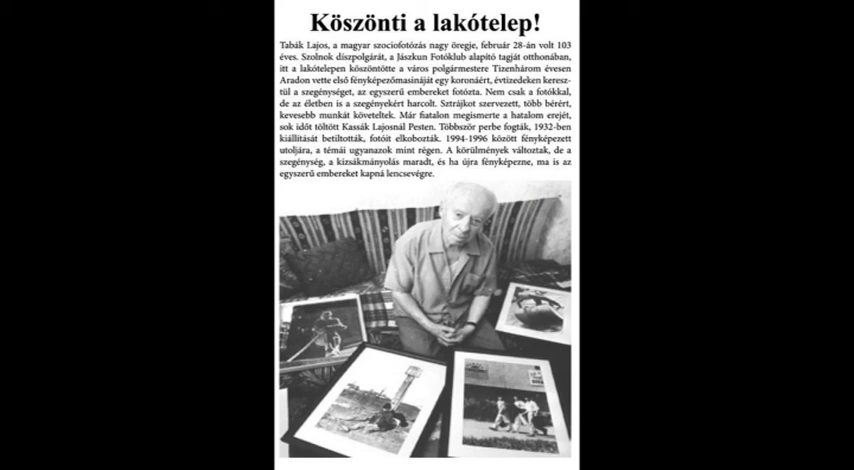 Köszönti a lakótelep!
Tabák Lajos, a magyar szociofotózás nagy öregje, február 28-án volt 103
éves. Szolnok díszpolgárát, a Jászkun Fotóklub alapító tagját otthonában,
itt a lakótelepen köszöntötte a város polgármestere Tizenhárom évesen
Aradon vette első fényképezőmasináját egy koronáért, évtizedeken keresz-
tül a szegénységet, az egyszerű embereket fotózta. Nem csak a fotókkal,
de az életben is a szegényekért harcolt. Sztrájkot szervezett, több bérért,
kevesebb munkát követeltek. Már fiatalon megismerte a hatalom erejét,
sok időt töltött Kassák Lajosnál Pesten. Többször perbe fogták, 1932-ben
kiállítását betiltották, fotóit elkobozták. 1994-1996 között fényképezett
utoljára, a témái ugyanazok mint régen. A körülmények változtak, de a
szegénység, a kizsákmányolás maradt, és ha újra fényképezne, ma is az
egyszerű embereket kapná lencsevégre.